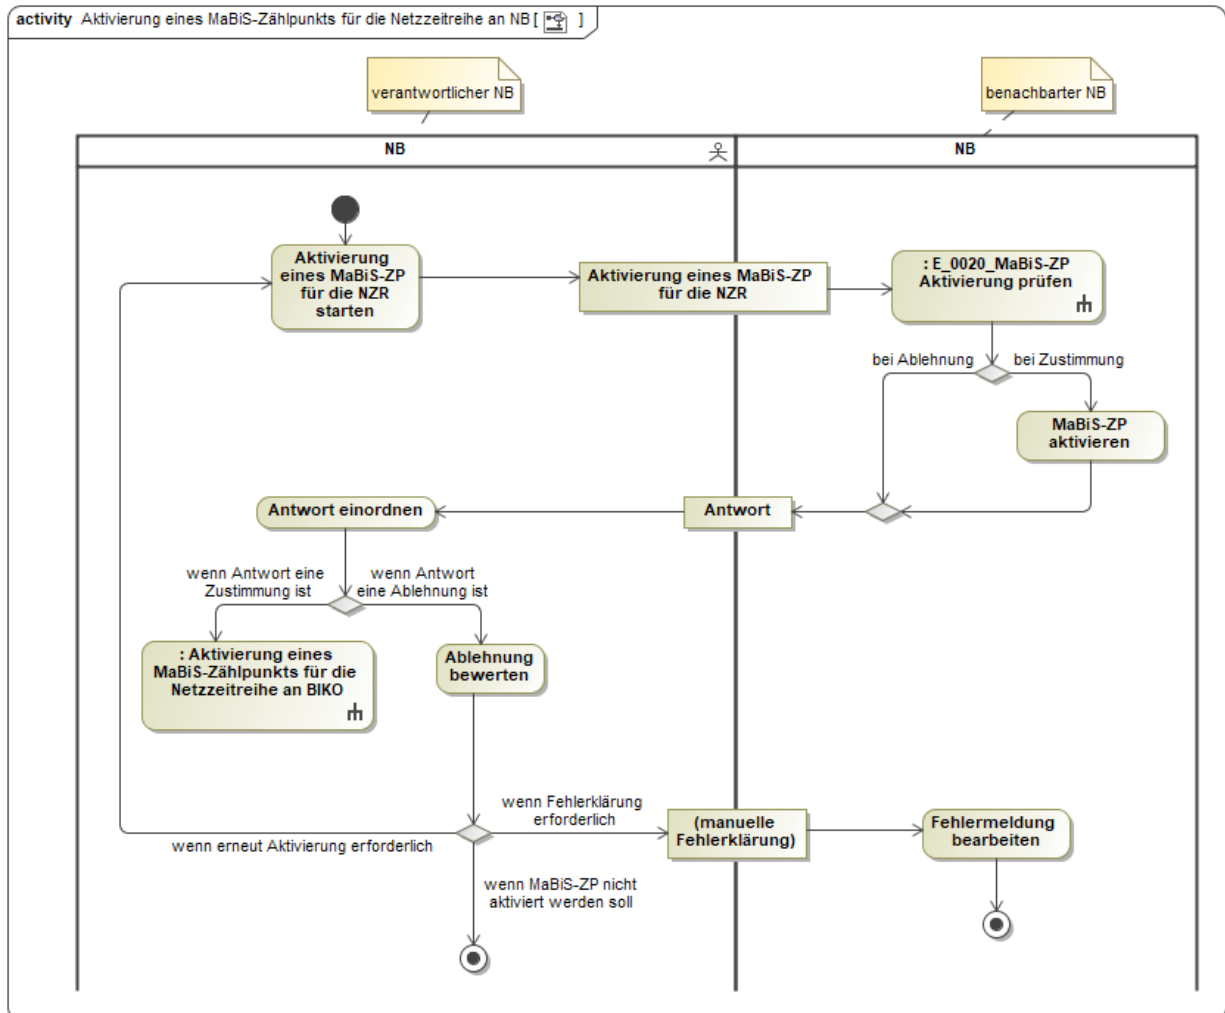 activity Aktivierung eines MaBiS-Zählpunkts für die Netzzeitreihe an NB [ ]
verantwortlicher NB
benachbarter NB
NB
NB
Aktivierung
eines MaBiS-ZP
für die NZR
starten
Aktivierung eines MaBiS-ZP
für die NZR
: E_0020_MaBiS-ZP
Aktivierung prüfen
bei Ablehnung
bei Zustimmung
MaBiS-ZP
aktivieren
Antwort einordnen
Antwort
wenn Antwort eine
Zustimmung ist
wenn Antwort
eine Ablehnung ist
: Aktivierung eines
MaBiS-Zählpunkts für die
Netzzeitreihe an BIKO
Ablehnung
bewerten
wenn Fehlerklärung
erforderlich
(manuelle
Fehlerklärung)
Fehlermeldung
bearbeiten
wenn erneut Aktivierung erforderlich
wenn MaBiS-ZP nicht
aktiviert werden soll